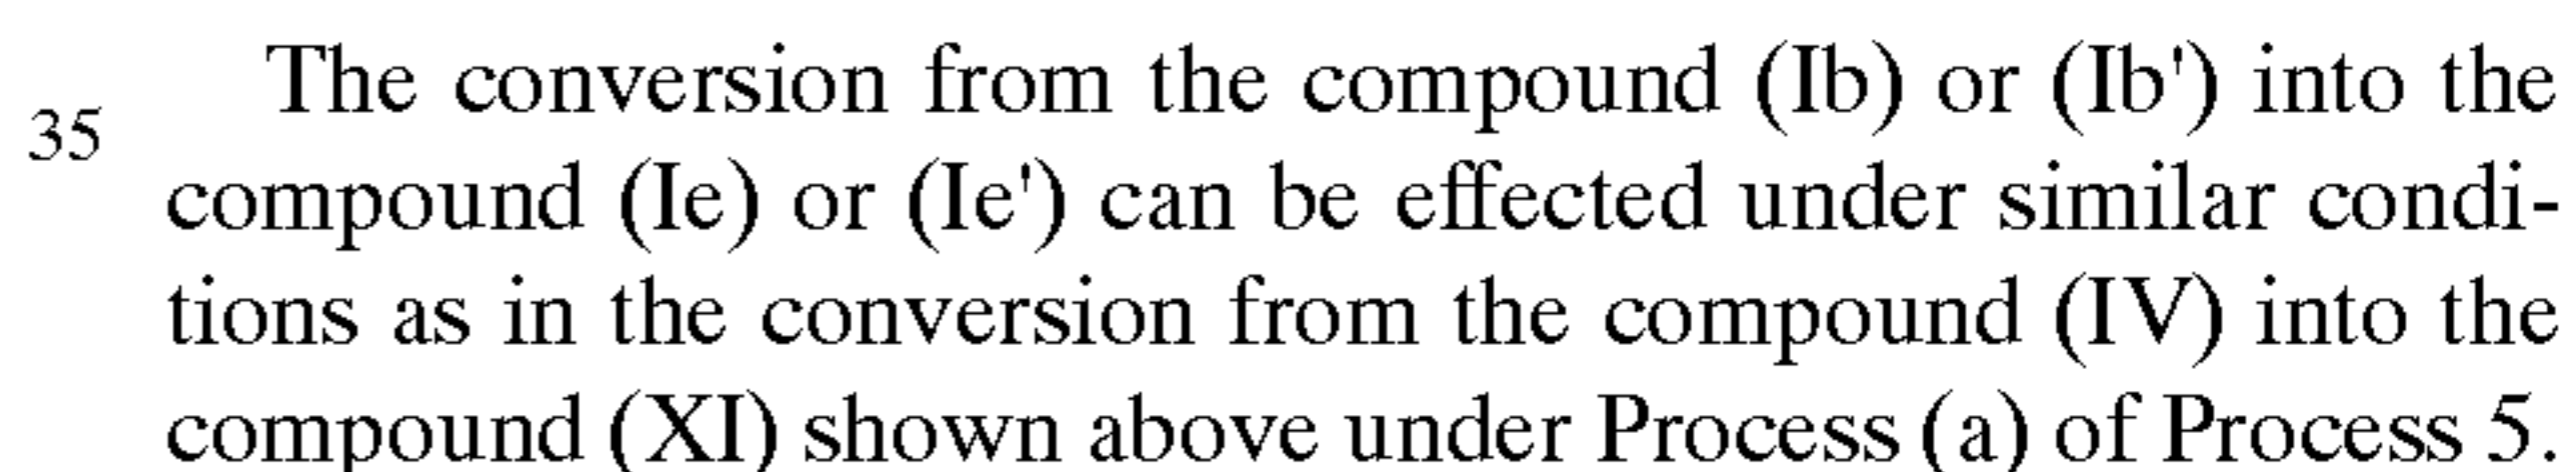 The conversion from the compound (Ib) or (Ib') into the
35
compound (Ie) or (Ie') can be effected under similar condi-
tions as in the conversion from the compound (IV) into the
compound (XI) shown above under Process (a) of Process 5.